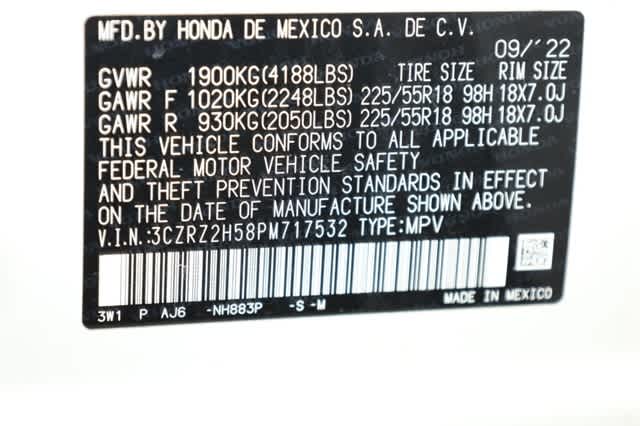 MFD.BY HONDA DE MEXICO S.A. DE C.V.
09/´22
GVWR 1900KG(4188LBS) TIRE SIZE RIM SIZE
GAWR F 1020KG(2248LBS) 225/55R18 98H 18X7.0J
GAWR R 930KG(2050LBS) 225/55R18 98H 18X7.0J
THIS VEHICLE CONFORMS TO ALL APPLICABLE
FEDERAL MOTOR VEHICLE SAFETY
AND THEFT PREVENTION STANDARDS IN EFFECT
ON THE DATE OF MANUFACTURE SHOWN ABOVE.
V.I.N.:3CZRZ2H58PM717532 TYPE:MPV
3W1 P AJ6 -NH883P -S -M
MADE IN MEXICO